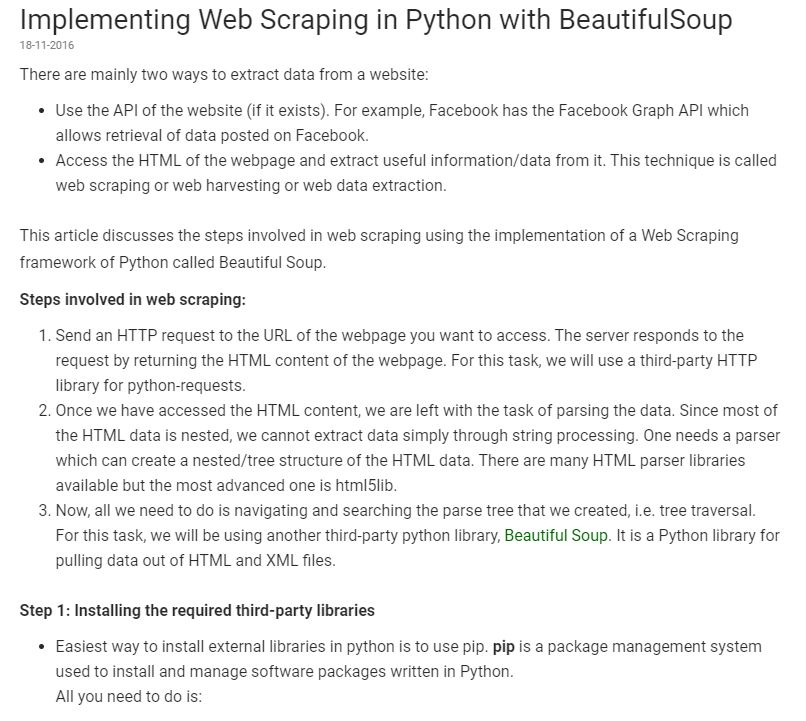 Implementing Web Scraping in Python with BeautifulSoup
18-11-2016
There are mainly two ways to extract data from a website:
• Use the API of the website (if it exists). For example, Facebook has the Facebook Graph API which
allows retrieval of data posted on Facebook.
• Access the HTML of the webpage and extract useful information/data from it. This technique is called
web scraping or web harvesting or web data extraction.
This article discusses the steps involved in web scraping using the implementation of a Web Scraping
framework of Python called Beautiful Soup.
Steps involved in web scraping:
1. Send an HTTP request to the URL of the webpage you want to access. The server responds to the
request by returning the HTML content of the webpage. For this task, we will use a third-party HTTP
library for python-requests.
2. Once we have accessed the HTML content, we are left with the task of parsing the data. Since most of
the HTML data is nested, we cannot extract data simply through string processing. One needs a parser
which can create a nested/tree structure of the HTML data. There are many HTML parser libraries
available but the most advanced one is html5lib.
3. Now, all we need to do is navigating and searching the parse tree that we created, i.e. tree traversal.
For this task, we will be using another third-party python library, Beautiful Soup. It is a Python library for
pulling data out of HTML and XML files.
Step 1: Installing the required third-party libraries
• Easiest way to install external libraries in python is to use pip. pip is a package management system
used to install and manage software packages written in Python.
All you need to do is: